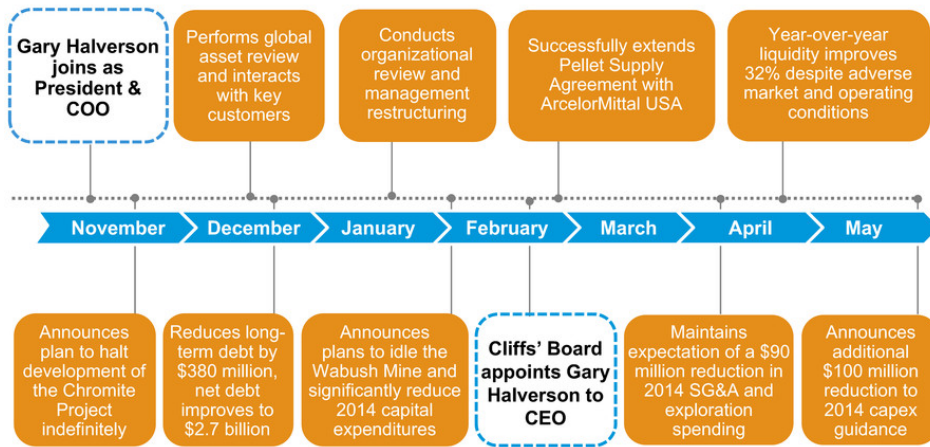 Gary Halverson
joins as
President &
COO
Performs global
asset review
and interacts
with key
customers
Conducts
organizational
review and
management
restructuring
Successfully extends
Pellet Supply
Agreement with
ArcelorMittal USA
Year-over-year
liquidity improves
32% despite adverse
market and operating
conditions
November
December
January
February
March
April
May
Announces
plan to halt
development of
the Chromite
Project
indefinitely
Reduces long-
term debt by
$380 million,
net debt
improves to
$2.7 billion
Announces
plans to idle the
Wabush Mine and
significantly reduce
2014 capital
expenditures
Cliffs' Board
appoints Gary
Halverson to
CEO
Maintains
expectation of a $90
million reduction in
2014 SG&A and
exploration
spending
Announces
additional
$100 million
reduction to
2014 capex
guidance